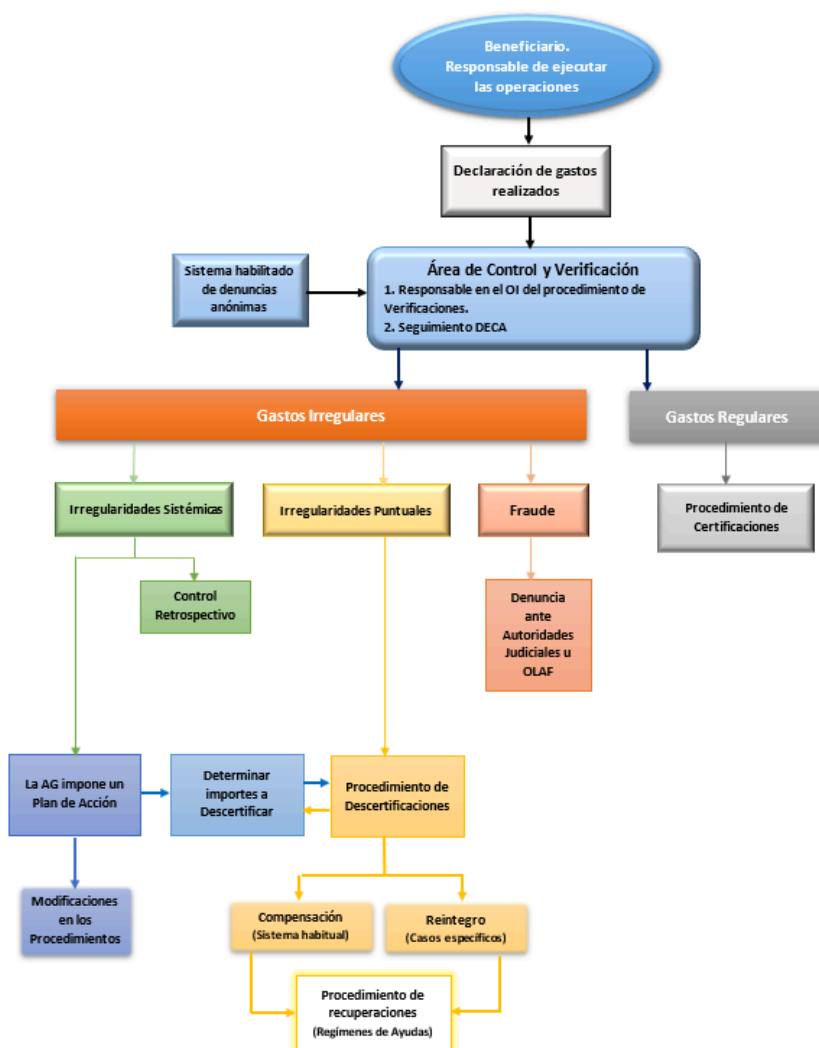 Beneficiario.
Responsable de ejecutar
las operaciones
Declaración de gastos
realizados
Sistema habilitado
de denuncias
anónimas
Área de Control y Verificación
1. Responsable en el OI del procedimiento de
Verificaciones.
2. Seguimiento DECA
Gastos Irregulares
Gastos Regulares
Irregularidades Sistémicas
Irregularidades Puntuales
Fraude
Procedimiento de
Certificaciones
Control
Retrospectivo
Denuncia
ante
Autoridades
Judiciales u
OLAF
La AG impone un
Plan de Acción
Determinar
importes a
Descertificar
Procedimiento de
Descertificaciones
Modificaciones
en los
Procedimientos
Compensación
(Sistema habitual)
Reintegro
(Casos específicos)
Procedimiento de
recuperaciones
(Regímenes de Ayudas)